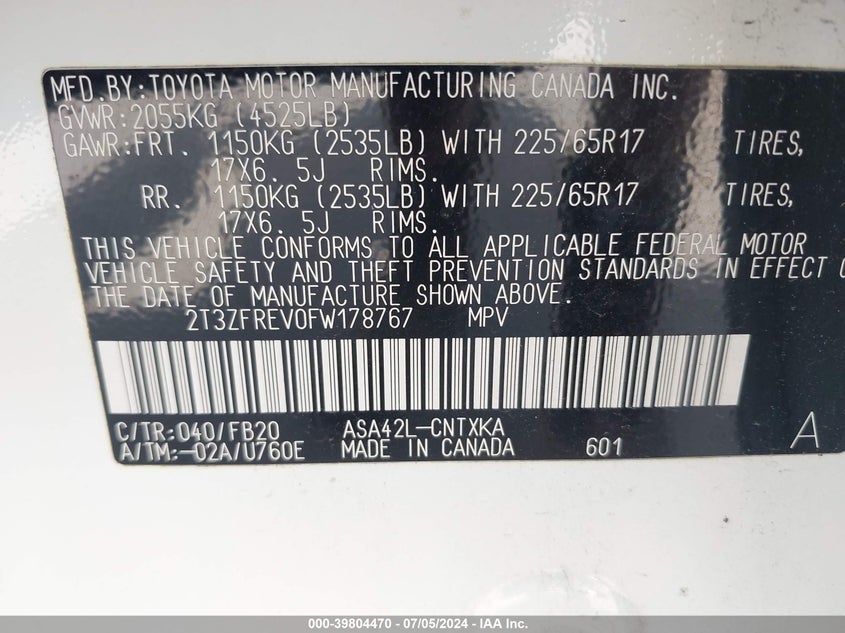 MFD.BY:TOYOTA MOTOR MANUFACTURING CANADA INC.
GVWR:2055KG (4525LB)
GAWR:FRT. 1150KG (2535LB) WITH 225/65R17 TIRES,
17X6. 5J RIMS.
RR. 1150KG (2535LB) WITH 225/65R17 TIRES,
17X6. 5J RIMS.
THIS VEHICLE CONFORMS TO ALL APPLICABLE FEDERAL MOTOR
VEHICLE SAFETY AND THEFT PREVENTION STANDARDS IN EFFECT
THE DATE OF MANUFACTURE SHOWN ABOVE.
2T3ZFREV0FW178767 MPV
C/TR:040/FB20 ASA42L-CNTXKA
A/TM:-02A/U760E MADE IN CANADA 601 A
000-39804470 - 07/05/2024 - IAA Inc.